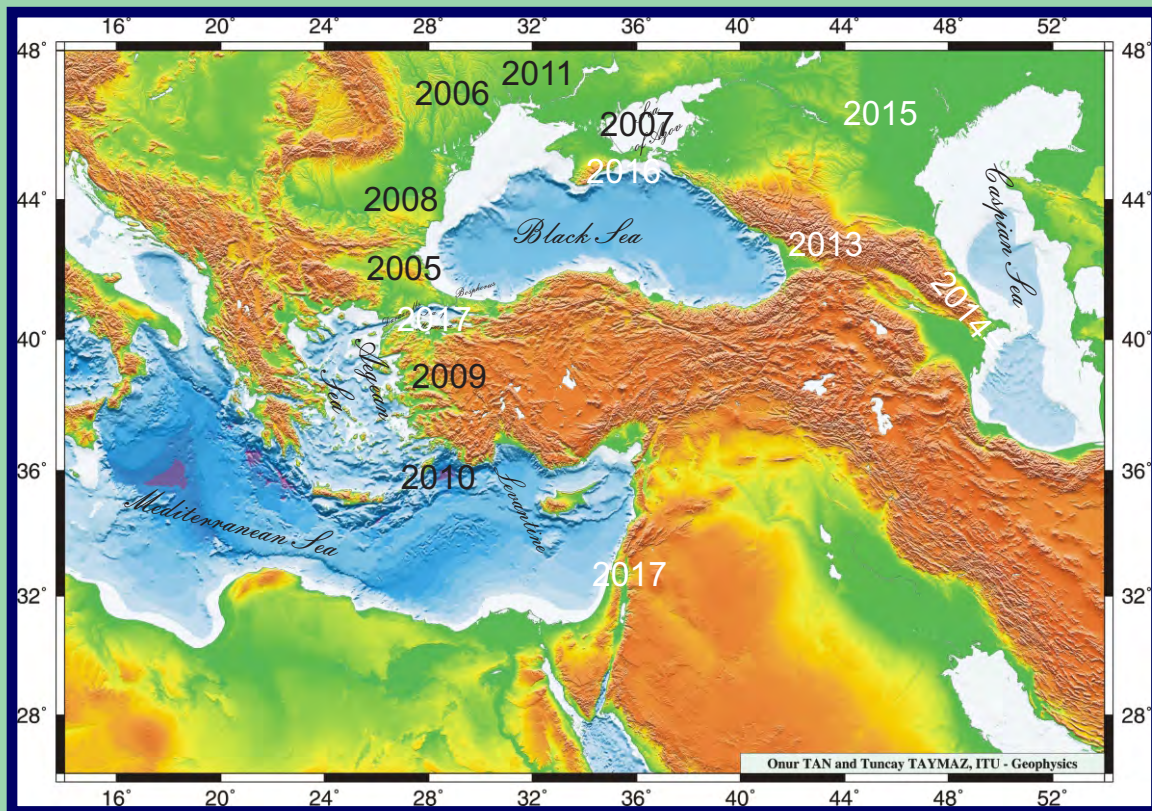 16° 20° 24° 28° 32° 36° 40° 44° 48° 52°
48° 48°
2011
2006
2015
2007
of Azov
2016
44° 44°
2008
Caspian Sea
Black Sea
2013
2005
Bosphorus
2014
2017
40° 40°
Aegean
Sea
2009
36° 36°
2010
Levantine
Mediterranean Sea
2017
32° 32°
28° 28°
Onur TAN and Tuncay TAYMAZ, ITU - Geophysics
16° 20° 24° 28° 32° 36° 40° 44° 48° 52°